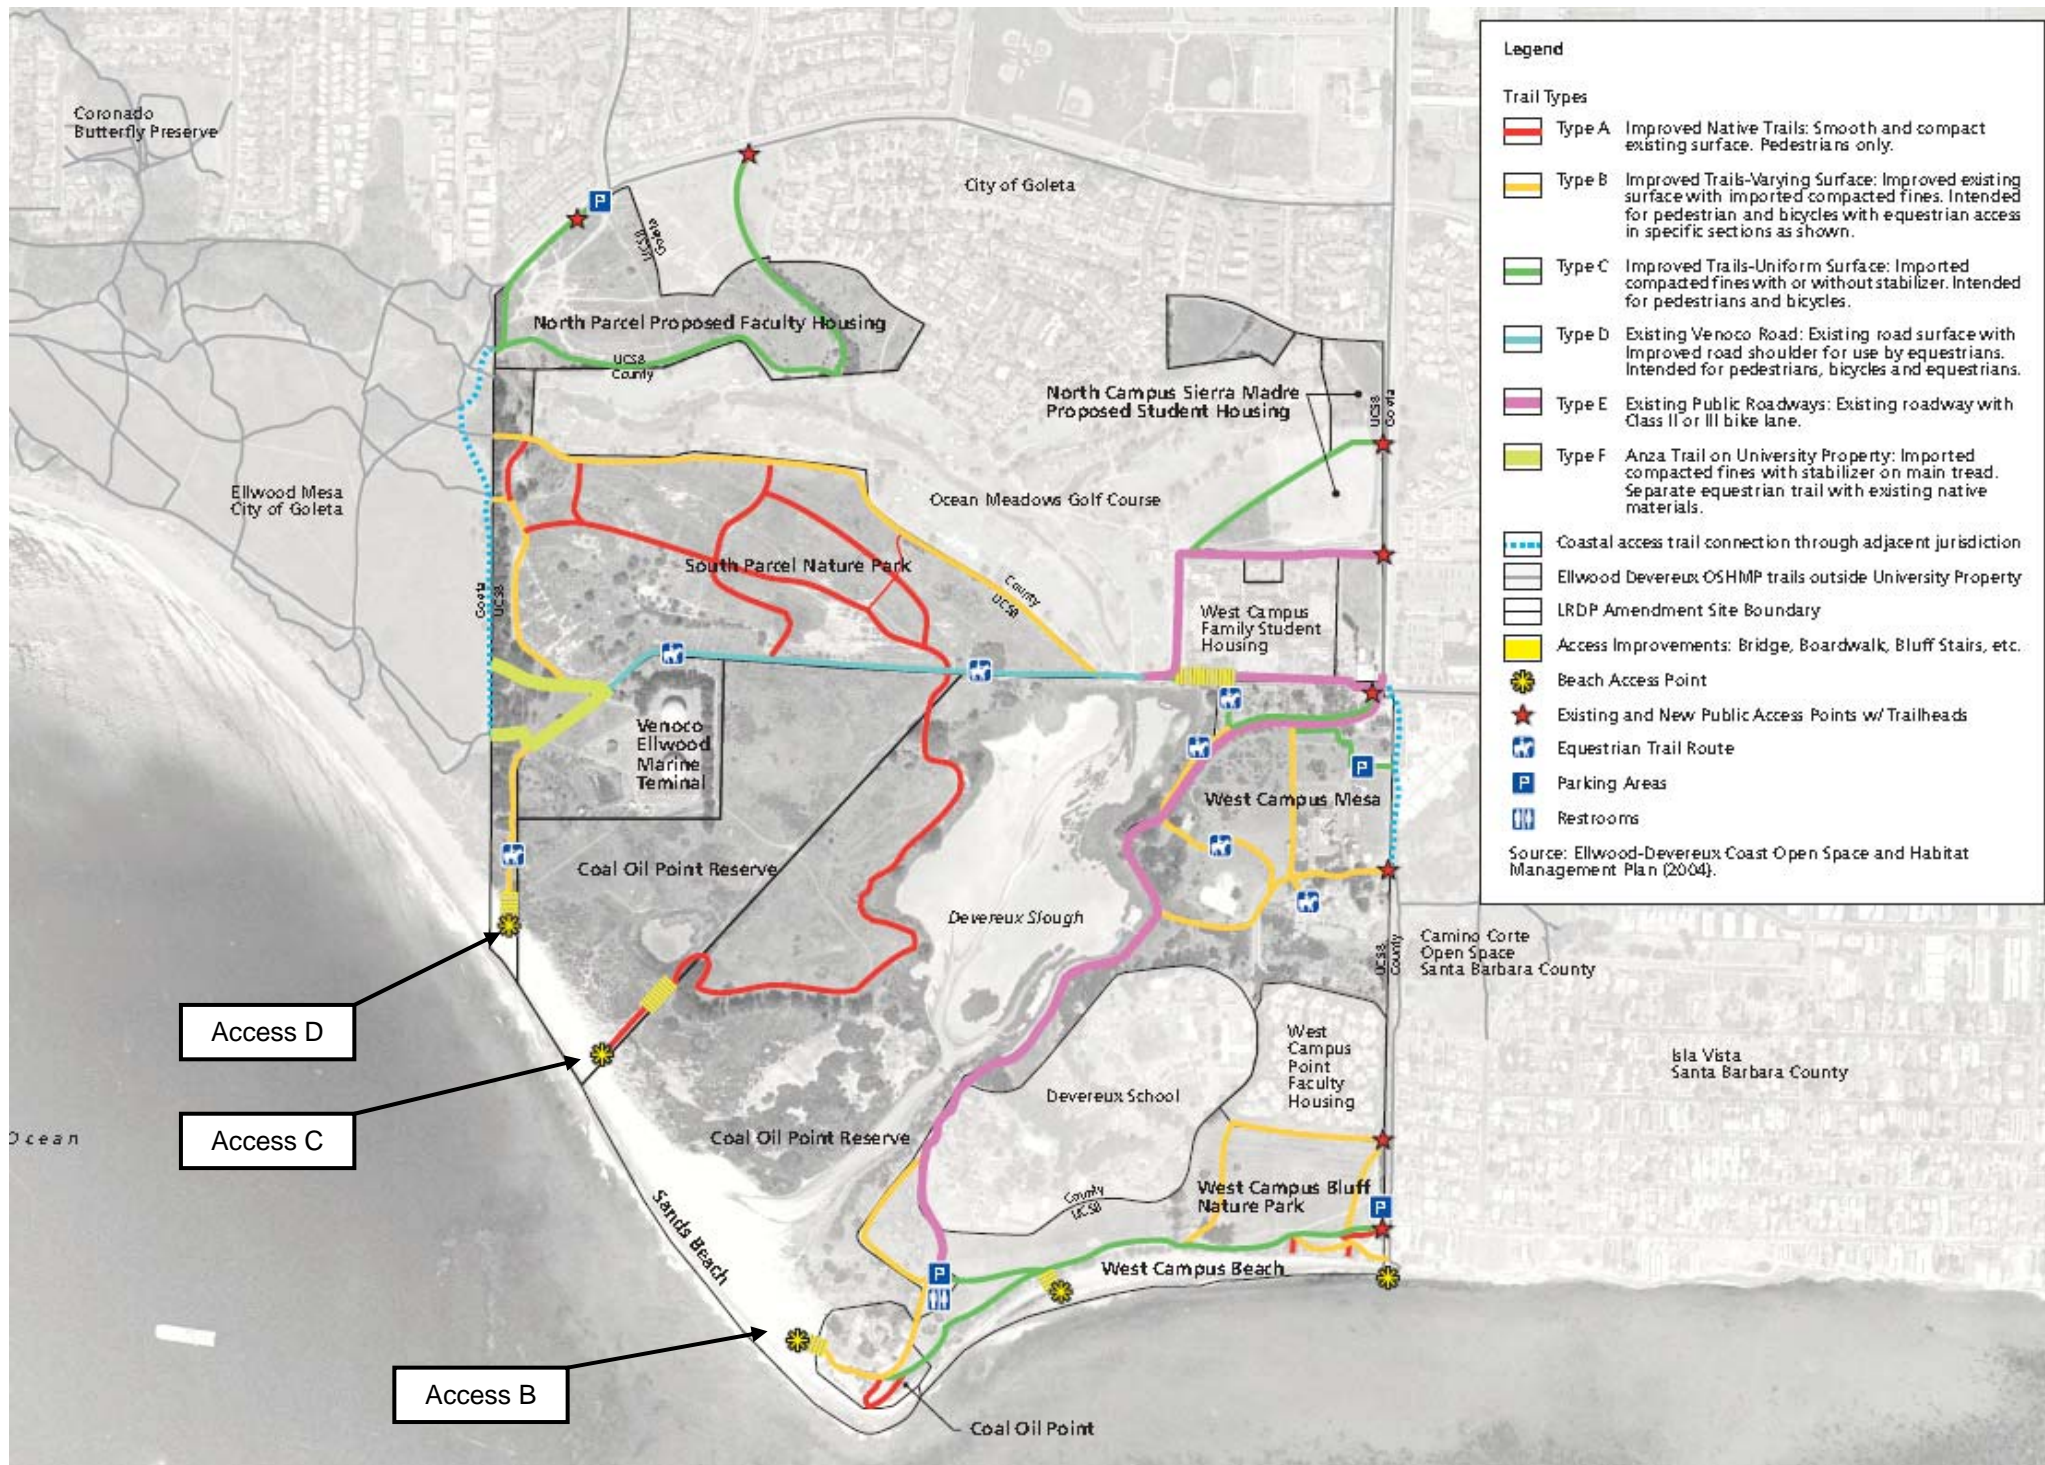 Coronado
Butterfly Preserve
City of Goleta
P
UCSB
Goleta
North Parcel Proposed Faculty Housing
UCSB
County
North Campus Sierra Madre
Proposed Student Housing
UCSB
Goleta
Ellwood Mesa
City of Goleta
Ocean Meadows Golf Course
South Parcel Nature Park
County
UCSB
Goleta
UCSB
West Campus
Family Student
Housing
Venoco
Ellwood
Marine
Teminal
P
West Campus Mesa
Coal Oil Point Reserve
Devereux Slough
UCSB
County
Camino Corte
Open Space
Santa Barbara County
Access D
West
Campus
Point
Faculty
Housing
Isla Vista
Santa Barbara County
Devereux School
Access C
Ocean
Coal Oil Point Reserve
County
UCSB
West Campus Bluff
Nature Park
P
Sands Beach
P
West Campus Beach
Access B
Coal Oil Point
Legend
Trail Types
Type A Improved Native Trails: Smooth and compact
existing surface. Pedestrians only.
Type B Improved Trails-Varying Surface: Improved existing
surface with imported compacted fines. Intended
for pedestrian and bicycles with equestrian access
in specific sections as shown.
Type C Improved Trails-Uniform Surface: Imported
compacted fines with or without stabilizer. Intended
for pedestrians and bicycles.
Type D Existing Venoco Road: Existing road surface with
Improved road shoulder for use by equestrians.
Intended for pedestrians, bicycles and equestrians.
Type E Existing Public Roadways: Existing roadway with
Class II or III bike lane.
Type F Anza Trail on University Property: Imported
compacted fines with stabilizer on main tread.
Separate equestrian trail with existing native
materials.
Coastal access trail connection through adjacent jurisdiction
Ellwood Devereux OSHMP trails outside University Property
LRDP Amendment Site Boundary
Access Improvements: Bridge, Boardwalk, Bluff Stairs, etc.
Beach Access Point
Existing and New Public Access Points w/ Trailheads
Equestrian Trail Route
P Parking Areas
Restrooms
Source: Ellwood-Devereux Coast Open Space and Habitat
Management Plan (2004).